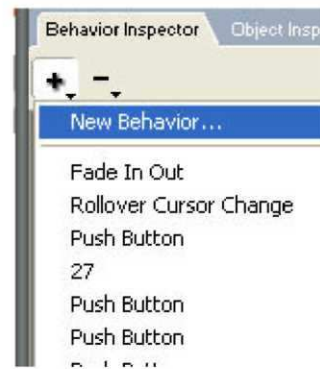 Behavior Inspector Object Insp
New Behavior...
Fade In Out
Rollover Cursor Change
Push Button
27
Push Button
Push Button